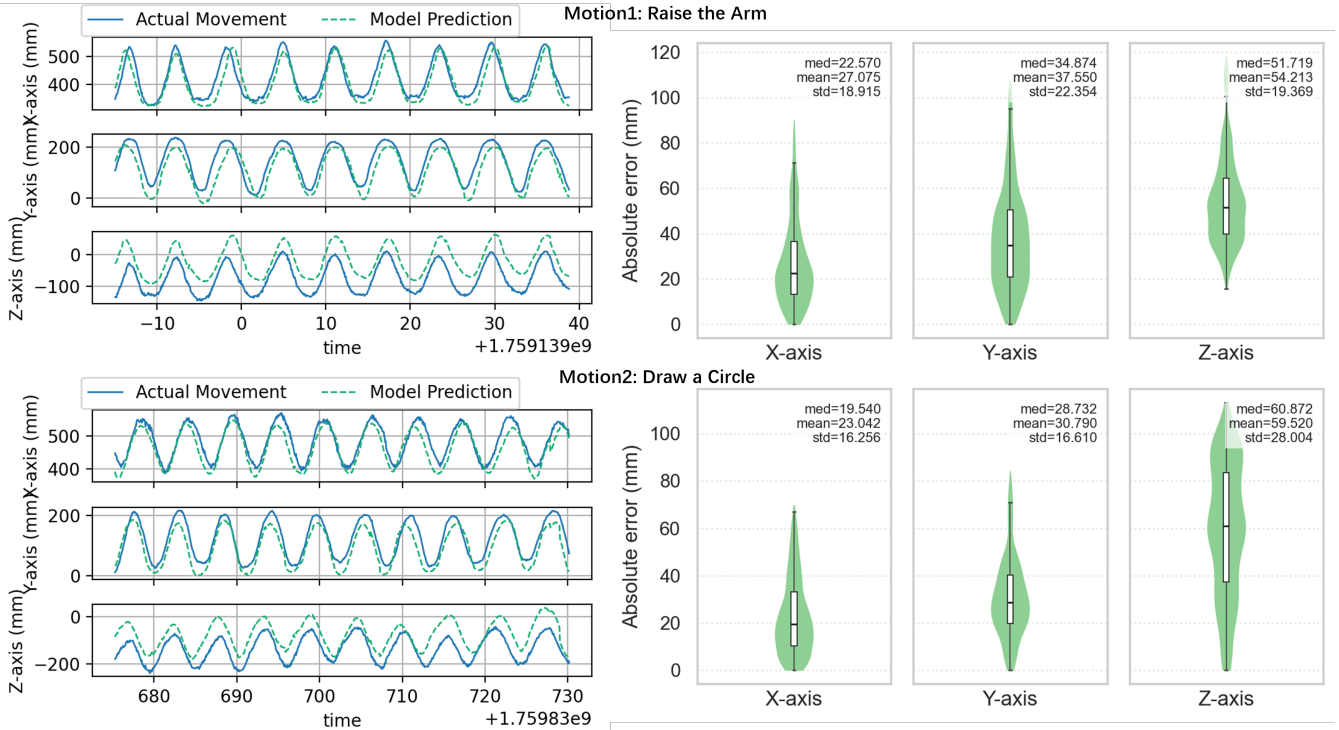 Motion1: Raise the Arm
Actual Movement Model Prediction
X-axis (mm)
500
400
Y-axis (mm)
200
0
Z-axis (mm)
0
−100
−10 0 10 20 30 40
time
+1.759139e9
Absolute error (mm)
120
100
80
60
40
20
0
med=22.570
mean=27.075
std=18.915
X-axis
med=34.874
mean=37.550
std=22.354
Y-axis
med=51.719
mean=54.213
std=19.369
Z-axis
Motion2: Draw a Circle
Actual Movement Model Prediction
X-axis (mm)
500
400
Y-axis (mm)
200
0
Z-axis (mm)
0
−200
680 690 700 710 720 730
time
+1.75983e9
Absolute error (mm)
100
80
60
40
20
0
med=19.540
mean=23.042
std=16.256
X-axis
med=28.732
mean=30.790
std=16.610
Y-axis
med=60.872
mean=59.520
std=28.004
Z-axis